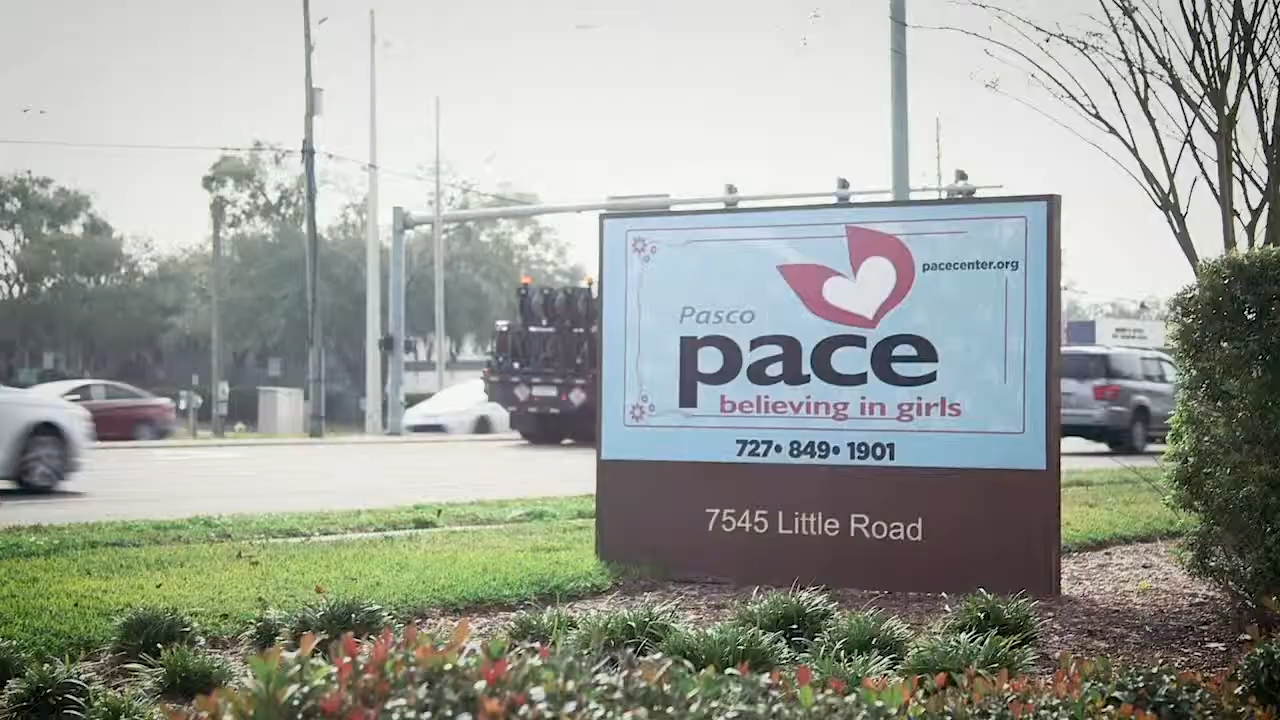 pacecenter.org
Pasco
pace
believing in girls
727• 849• 1901
7545 Little Road